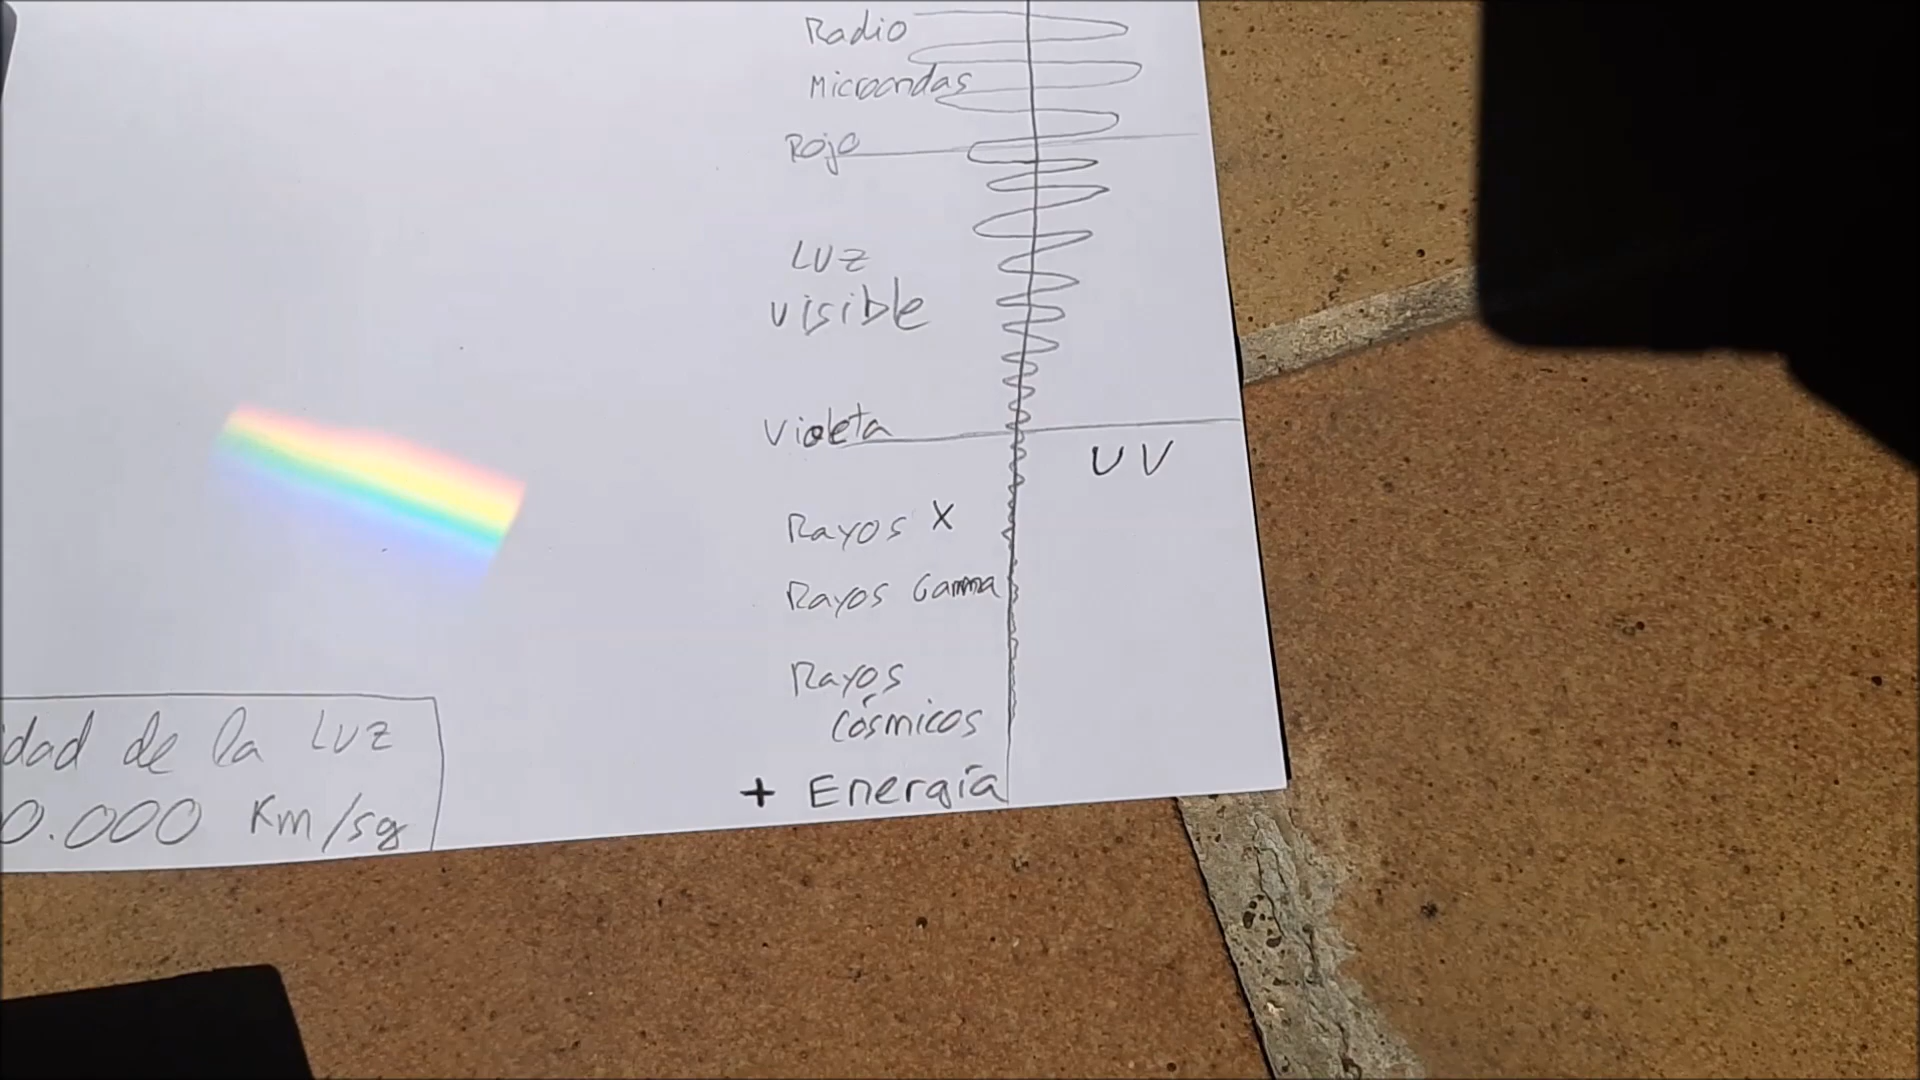 Radio
Microondas
Rojo
Luz
visible
Violeta
UV
Rayos X
Rayos Gamma
Rayos
Cósmicos
+ Energía
idad de la Luz
0.000 Km/sg